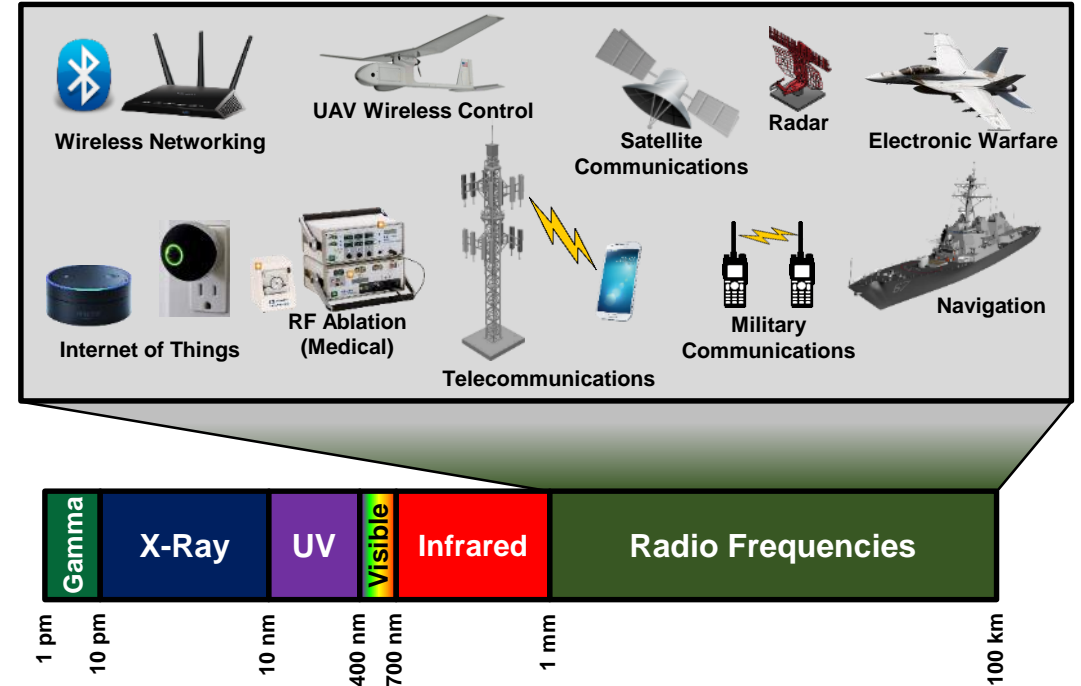 UAV Wireless Control
Wireless Networking
Satellite
Communications
Radar
Electronic Warfare
Internet of Things
RF Ablation
(Medical)
Telecommunications
Military
Communications
Navigation
Gamma
X-Ray
UV
Visible
Infrared
Radio Frequencies
1 pm
10 pm
10 nm
400 nm
700 nm
1 mm
100 km